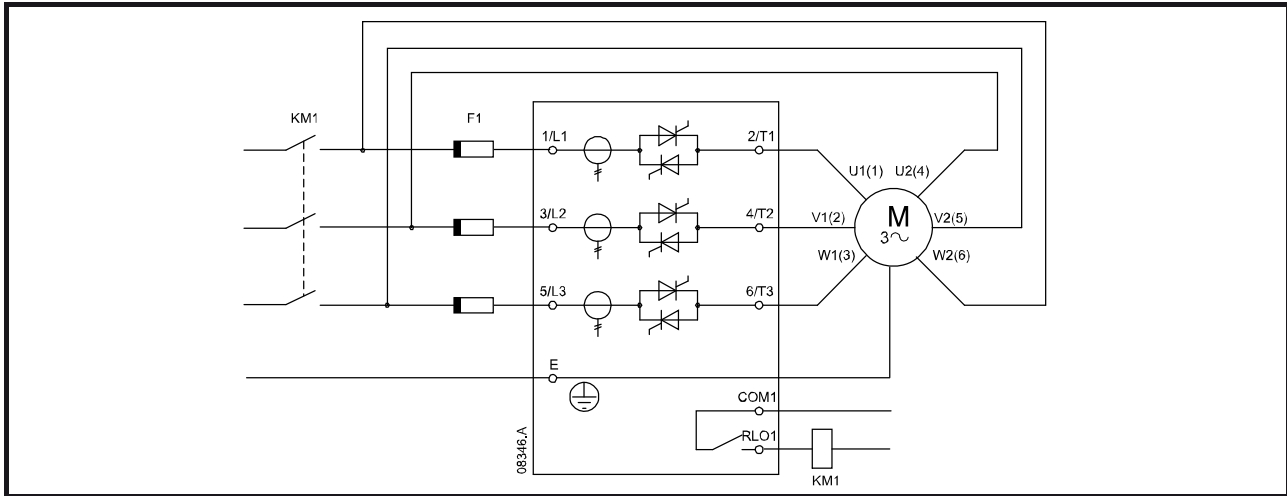 KM1
F1
1/L1
2/T1
U1(1)
U2(4)
3/L2
4/T2
V1(2)
M
3~
V2(5)
W1(3)
W2(6)
5/L3
6/T3
E
COM1
RLO1
KM1
08346.A